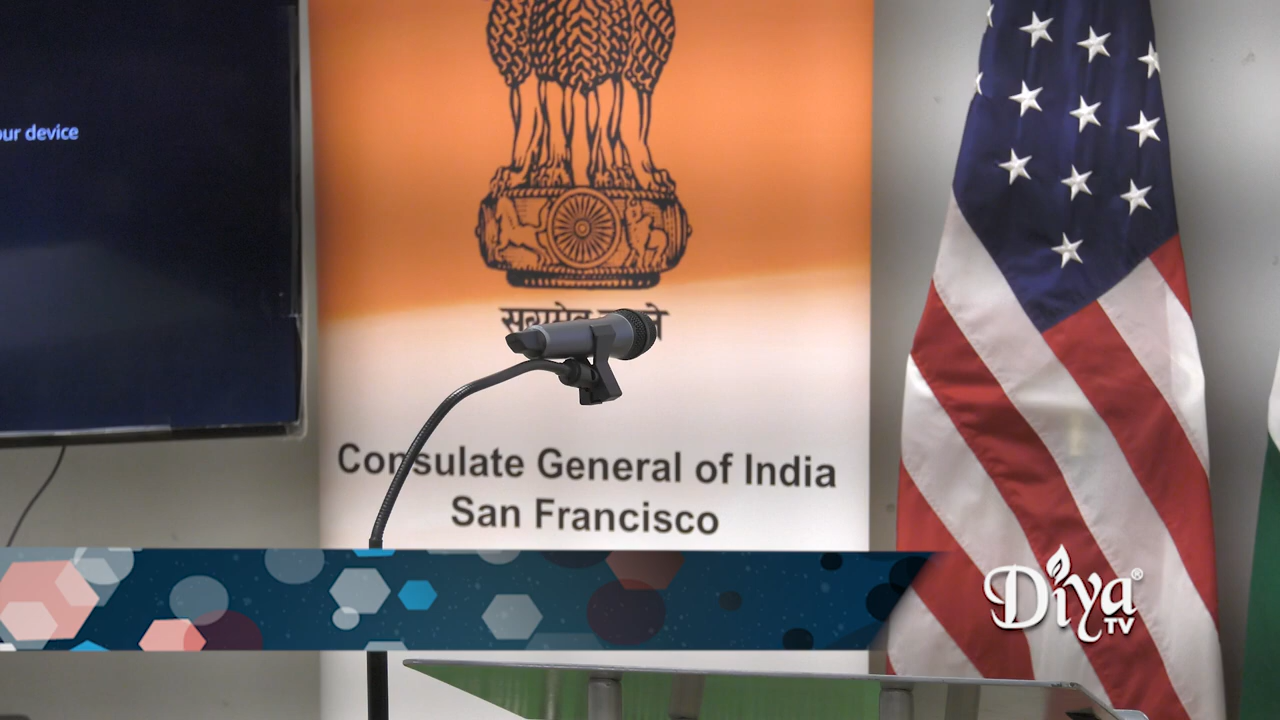 our device
Consulate General of India
San Francisco
Diya®
TV